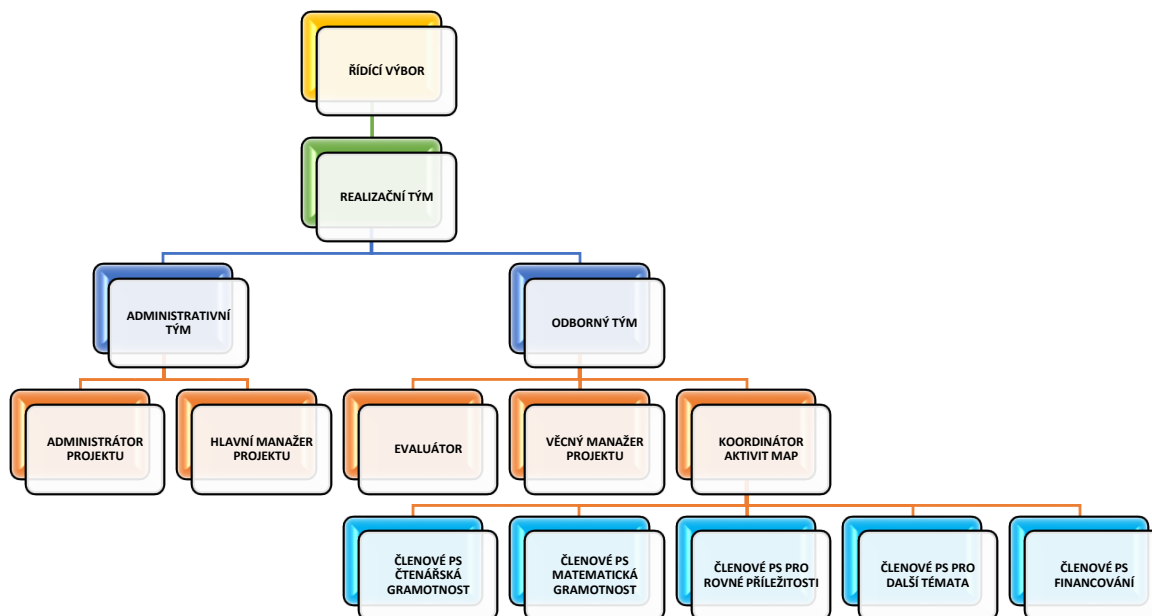 ŘÍDÍCÍ VÝBOR
REALIZAČNÍ TÝM
ADMINISTRATIVNÍ
TÝM
ODBORNÝ TÝM
ADMINISTRÁTOR
PROJEKTU
HLAVNÍ MANAŽER
PROJEKTU
EVALUÁTOR
VĚCNÝ MANAŽER
PROJEKTU
KOORDINÁTOR
AKTIVIT MAP
ČLENOVÉ PS
ČTENÁŘSKÁ
GRAMOTNOST
ČLENOVÉ PS
MATEMATICKÁ
GRAMOTNOST
ČLENOVÉ PS PRO
ROVNÉ PŘÍLEŽITOSTI
ČLENOVÉ PS PRO
DALŠÍ TÉMATA
ČLENOVÉ PS
FINANCOVÁNÍ